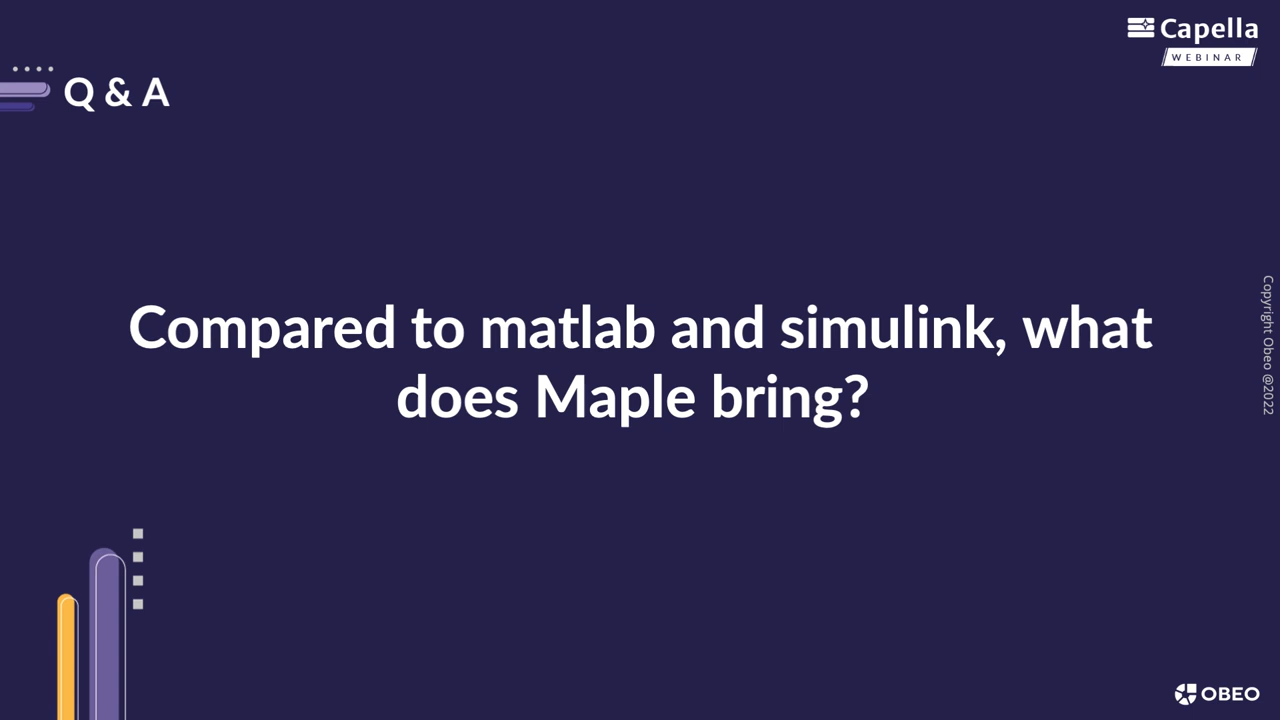 Capella
WEBINAR
Q & A
Compared to matlab and simulink, what
does Maple bring?
Copyright Obeo @2022
OBEO